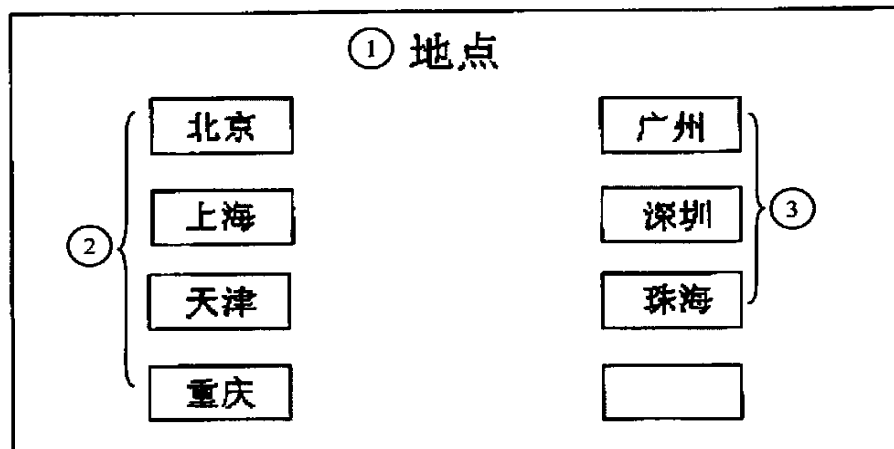 ① 地点
北京 广州
② 上海 深圳 ③
天津 珠海
重庆